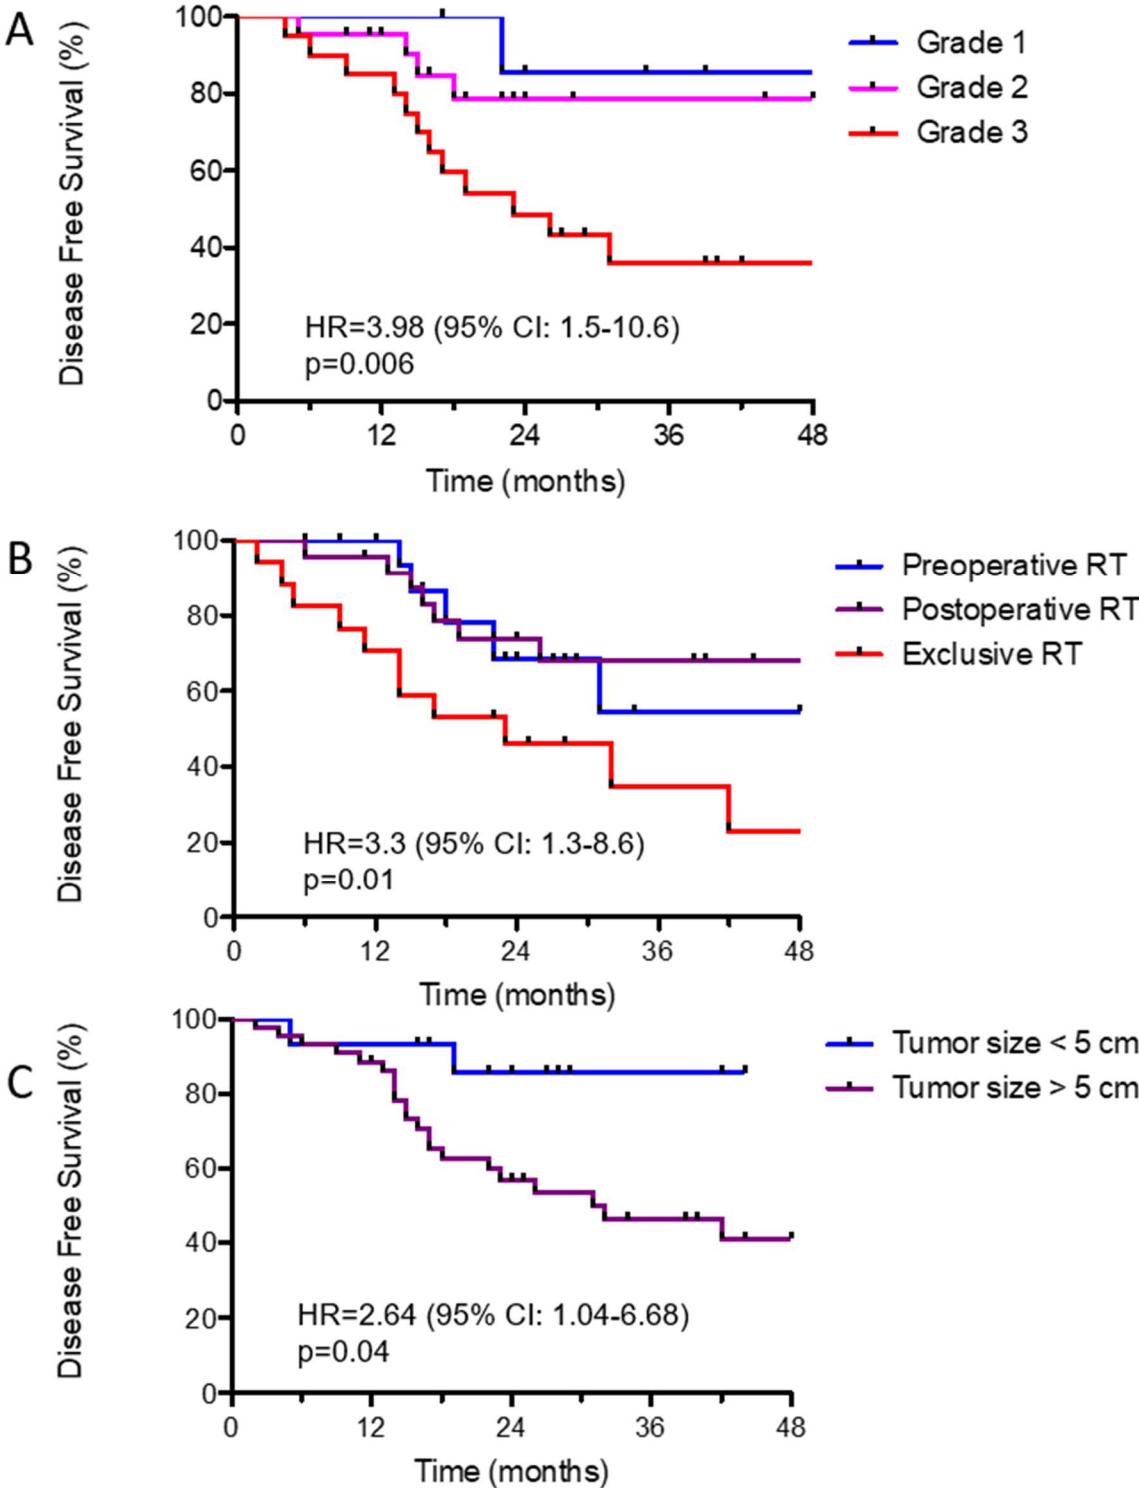 A
Disease Free Survival (%)
100
80
60
40
20
0
0 12 24 36 48
Time (months)
HR=3.98 (95% CI: 1.5-10.6)
p=0.006
Grade 1
Grade 2
Grade 3
B
Disease Free Survival (%)
100
80
60
40
20
0
0 12 24 36 48
Time (months)
HR=3.3 (95% CI: 1.3-8.6)
p=0.01
Preoperative RT
Postoperative RT
Exclusive RT
C
Disease Free Survival (%)
100
80
60
40
20
0
0 12 24 36 48
Time (months)
HR=2.64 (95% CI: 1.04-6.68)
p=0.04
Tumor size < 5 cm
Tumor size > 5 cm